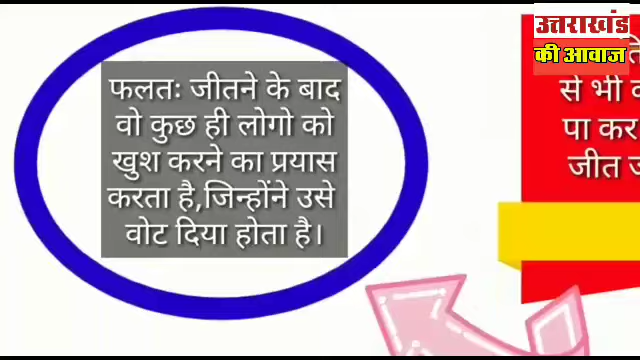 उत्तराखंड
की आवाज
फलतः जीतने के बाद
वो कुछ ही लोगो को
खुश करने का प्रयास
करता है,जिन्होंने उसे
वोट दिया होता है।
से भी
पा कर
जीत